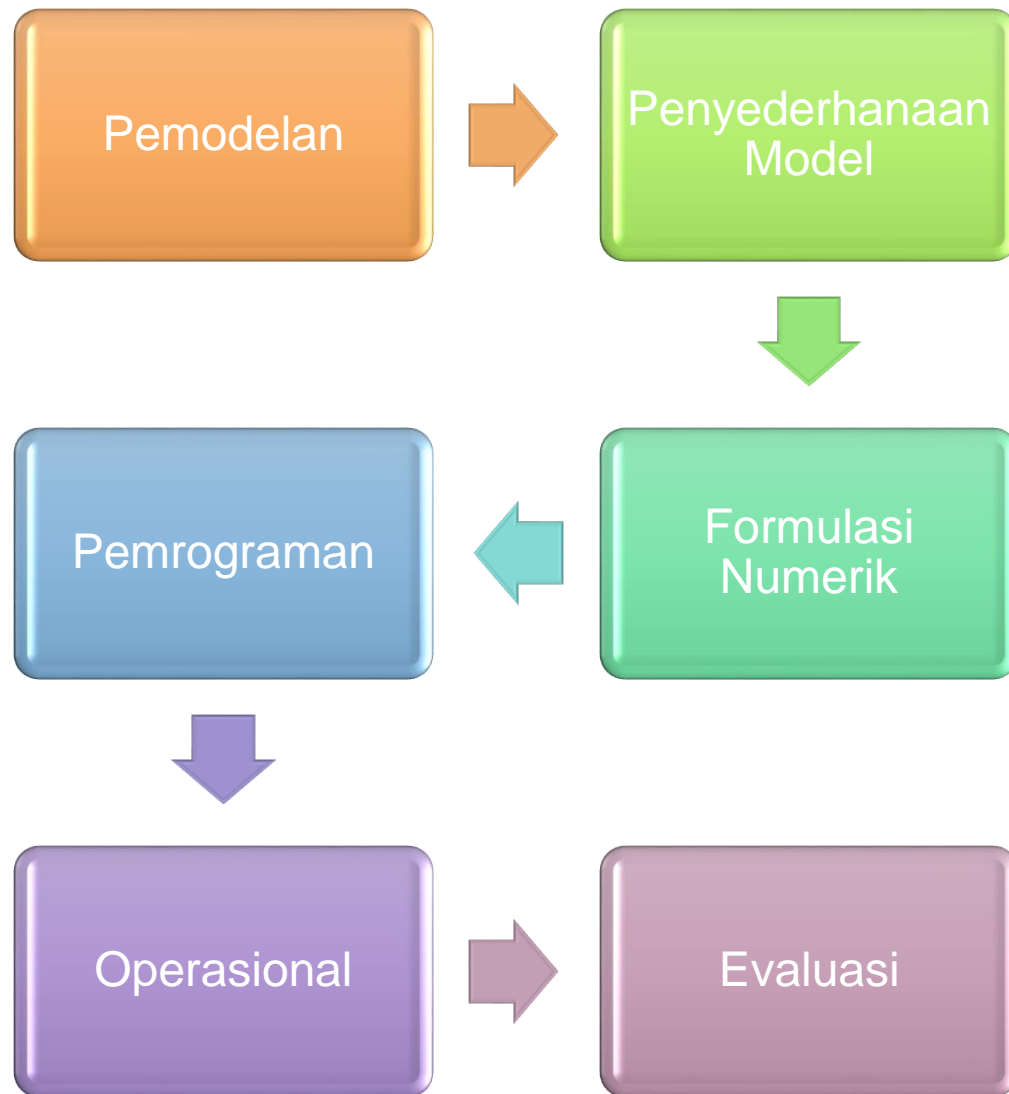 Pemodelan
Penyederhanaan
Model
Formulasi
Numerik
Pemrograman
Operasional
Evaluasi